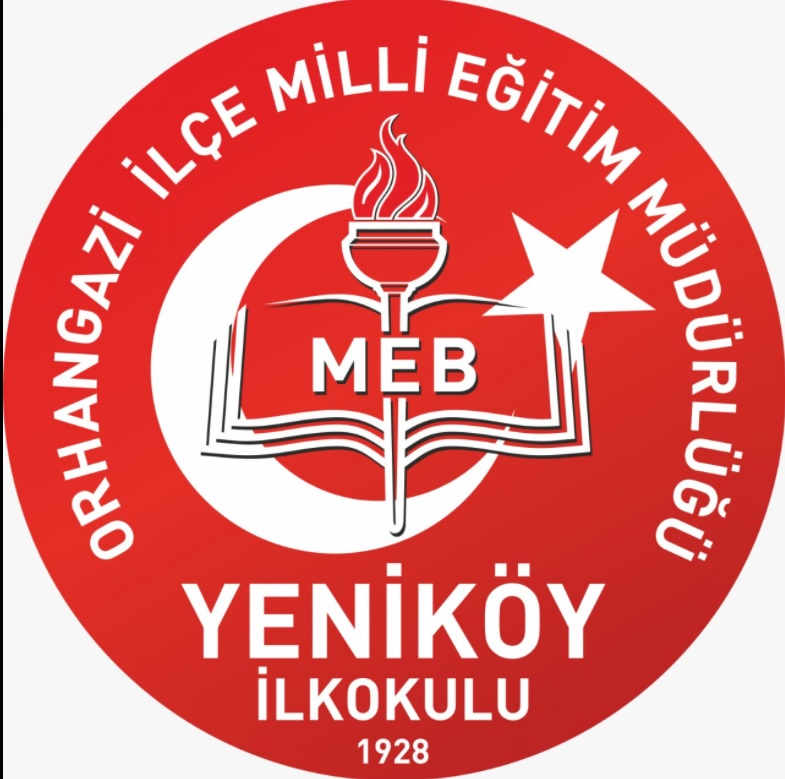 ORHANGAZİ İLÇE MİLLİ EĞİTİM MÜDÜRLÜĞÜ
MEB
YENİKÖY
İLKOKULU
1928